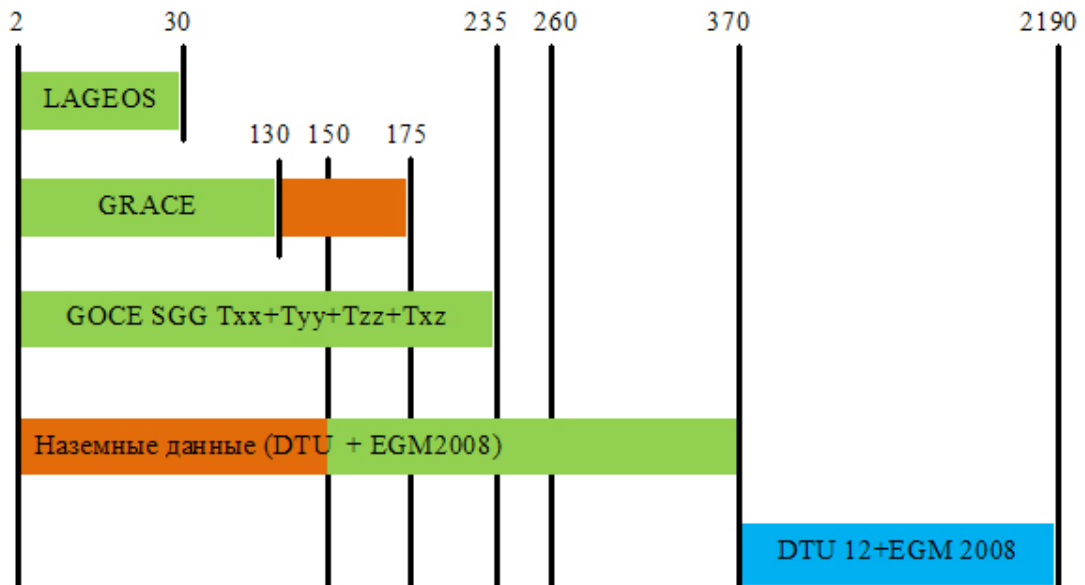 2 30 235 260 370 2190
LAGEOS
130 150 175
GRACE
GOCE SGG Txx+Tyy+Tzz+Txz
Наземные данные (DTU + EGM2008)
DTU 12+EGM 2008